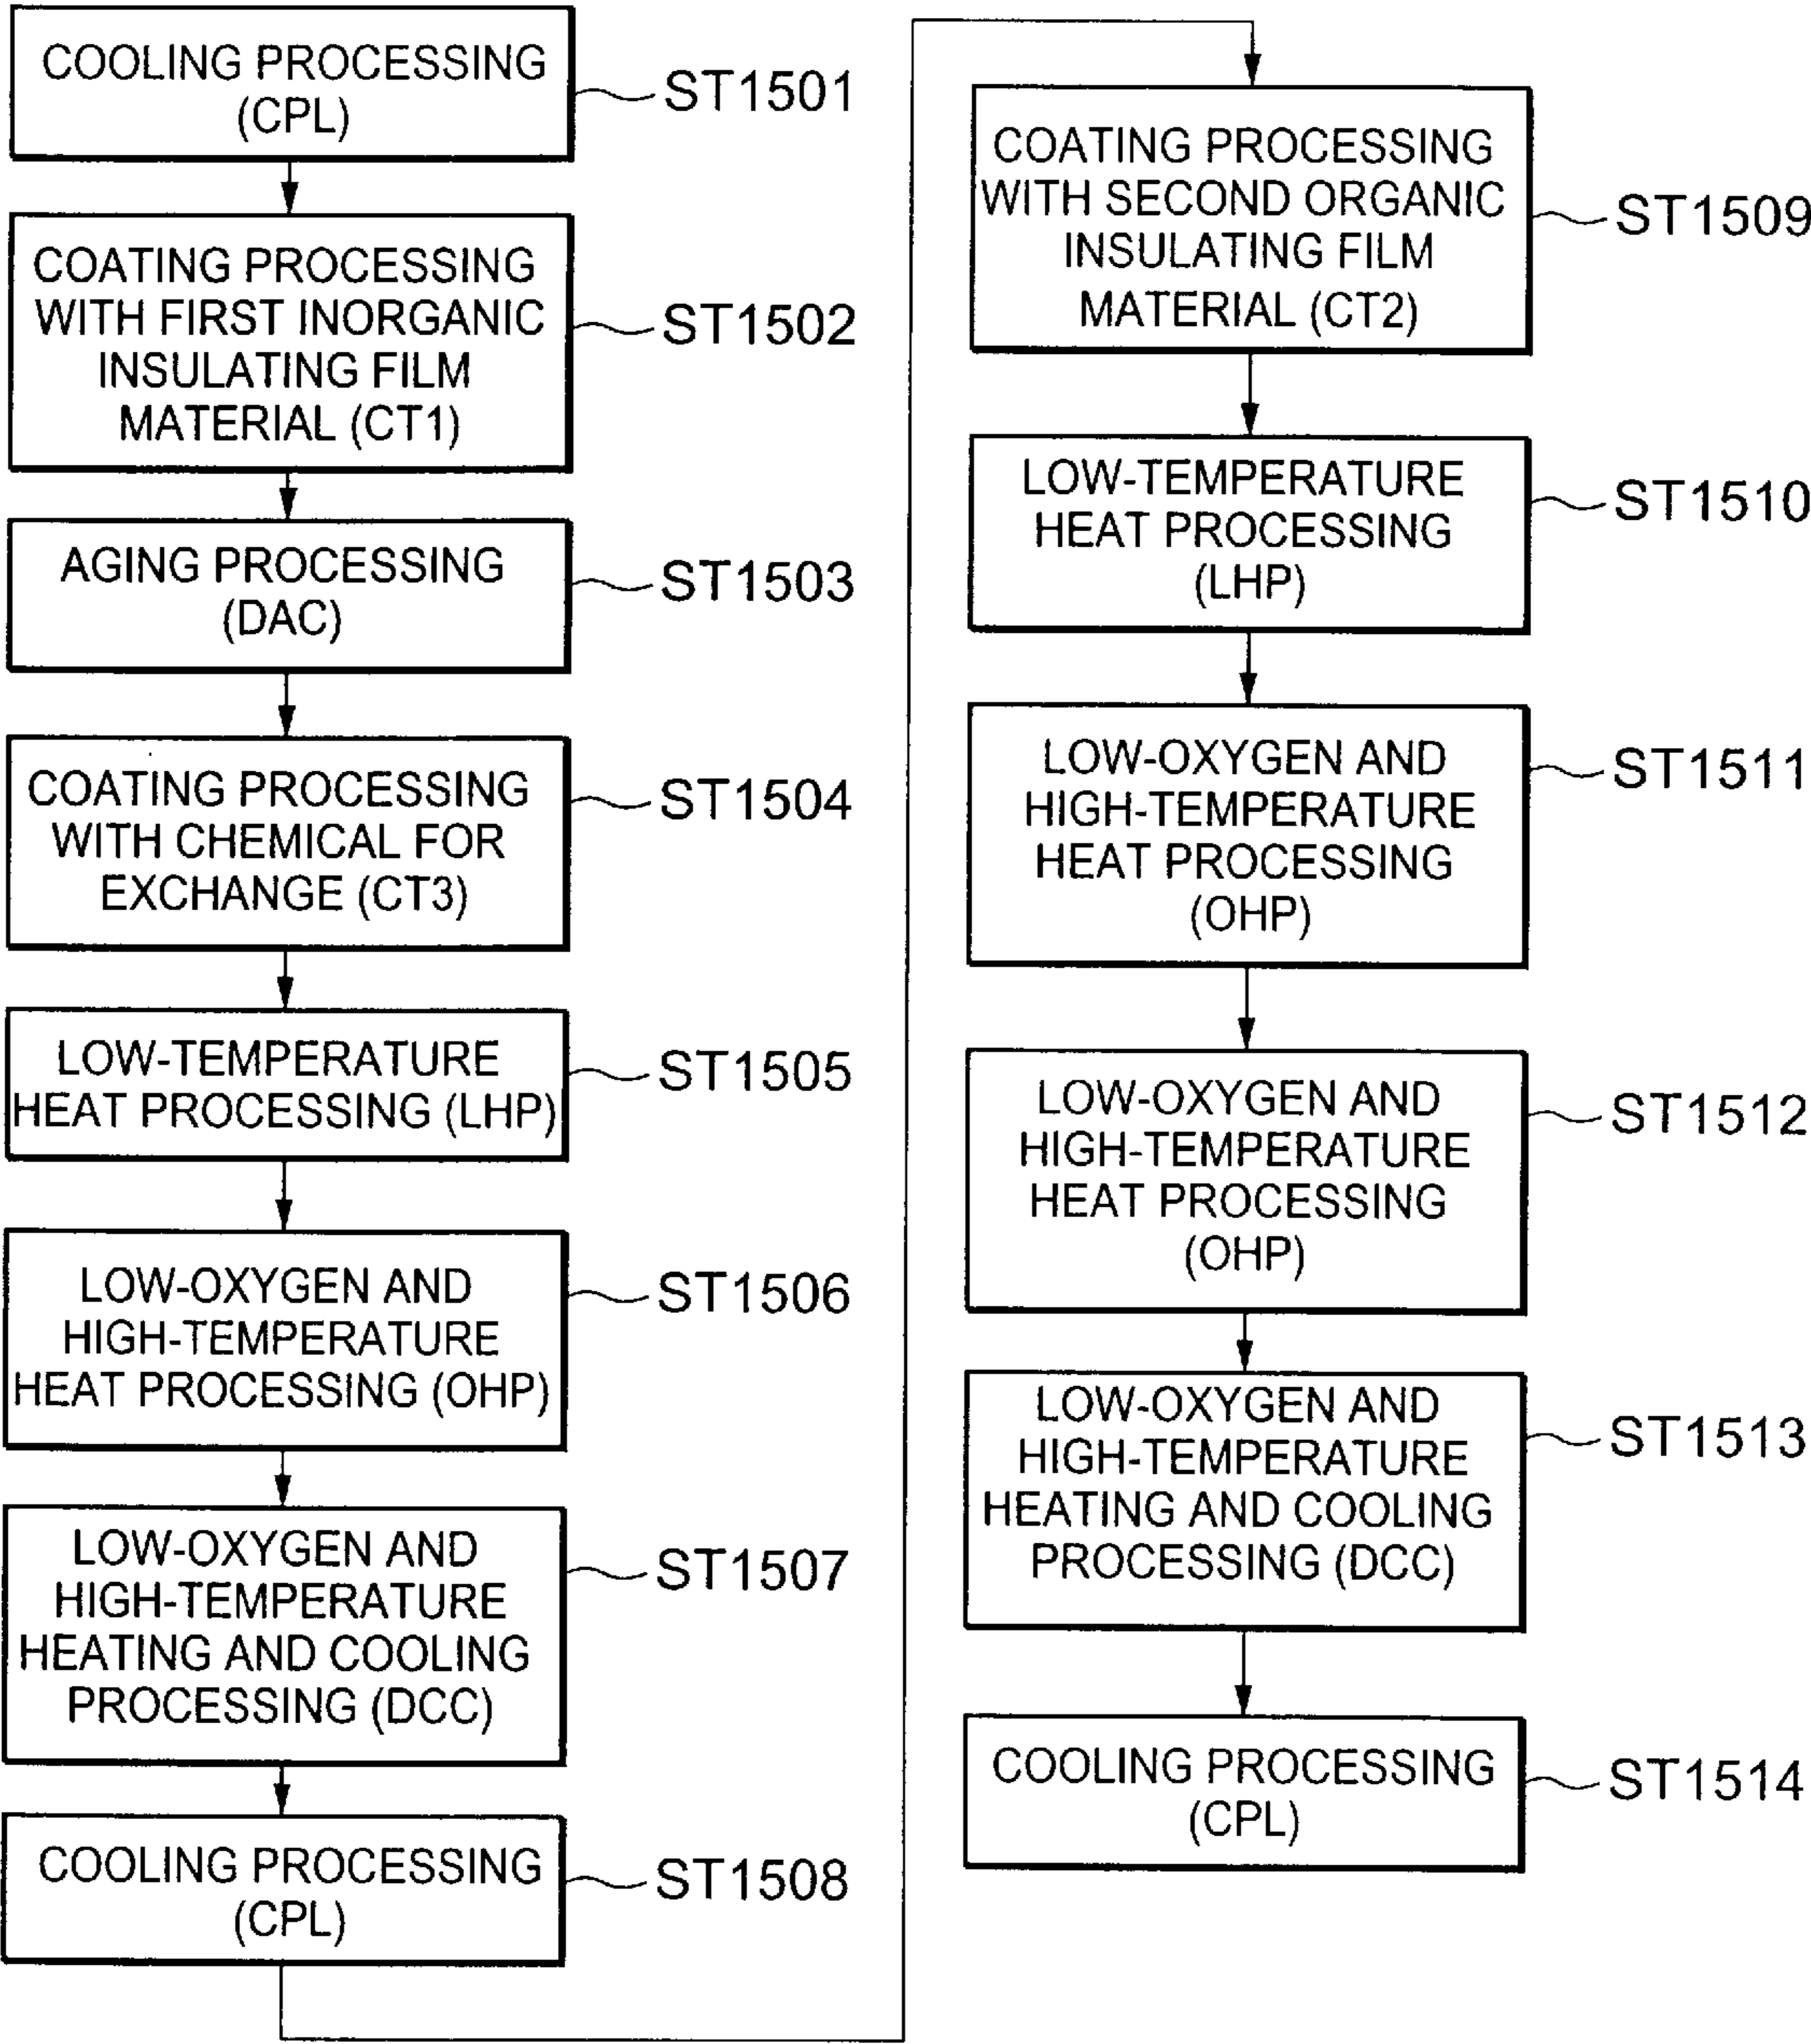 COOLING PROCESSING
(CPL)
ST1501
COATING PROCESSING
WITH FIRST INORGANIC
INSULATING FILM
MATERIAL (CT1)
ST1502
AGING PROCESSING
(DAC)
ST1503
COATING PROCESSING
WITH CHEMICAL FOR
EXCHANGE (CT3)
ST1504
LOW-TEMPERATURE
HEAT PROCESSING (LHP)
ST1505
LOW-OXYGEN AND
HIGH-TEMPERATURE
HEAT PROCESSING (OHP)
ST1506
LOW-OXYGEN AND
HIGH-TEMPERATURE
HEATING AND COOLING
PROCESSING (DCC)
ST1507
COOLING PROCESSING
(CPL)
ST1508
COATING PROCESSING
WITH SECOND ORGANIC
INSULATING FILM
MATERIAL (CT2)
ST1509
LOW-TEMPERATURE
HEAT PROCESSING
(LHP)
ST1510
LOW-OXYGEN AND
HIGH-TEMPERATURE
HEAT PROCESSING
(OHP)
ST1511
LOW-OXYGEN AND
HIGH-TEMPERATURE
HEAT PROCESSING
(OHP)
ST1512
LOW-OXYGEN AND
HIGH-TEMPERATURE
HEATING AND COOLING
PROCESSING (DCC)
ST1513
COOLING PROCESSING
(CPL)
ST1514